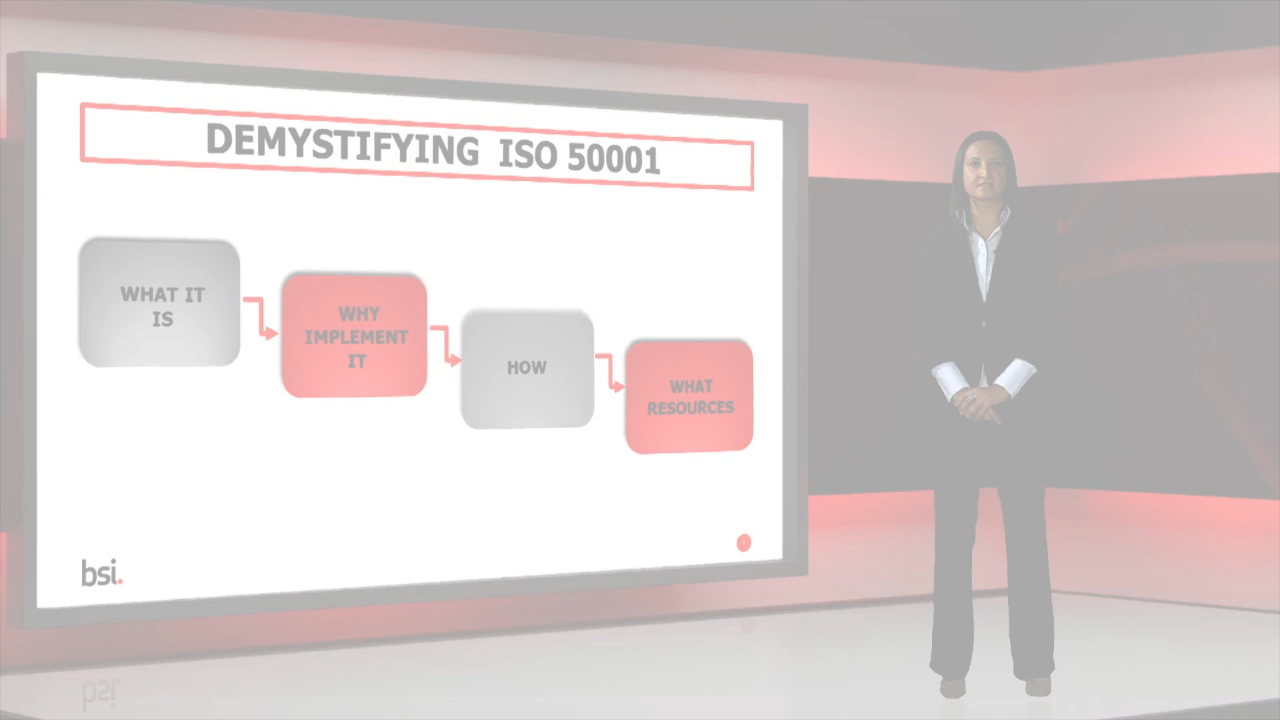 DEMYSTIFYING ISO 50001
WHAT IT
IS
WHY
IMPLEMENT
IT
HOW
WHAT
RESOURCES
bsi.